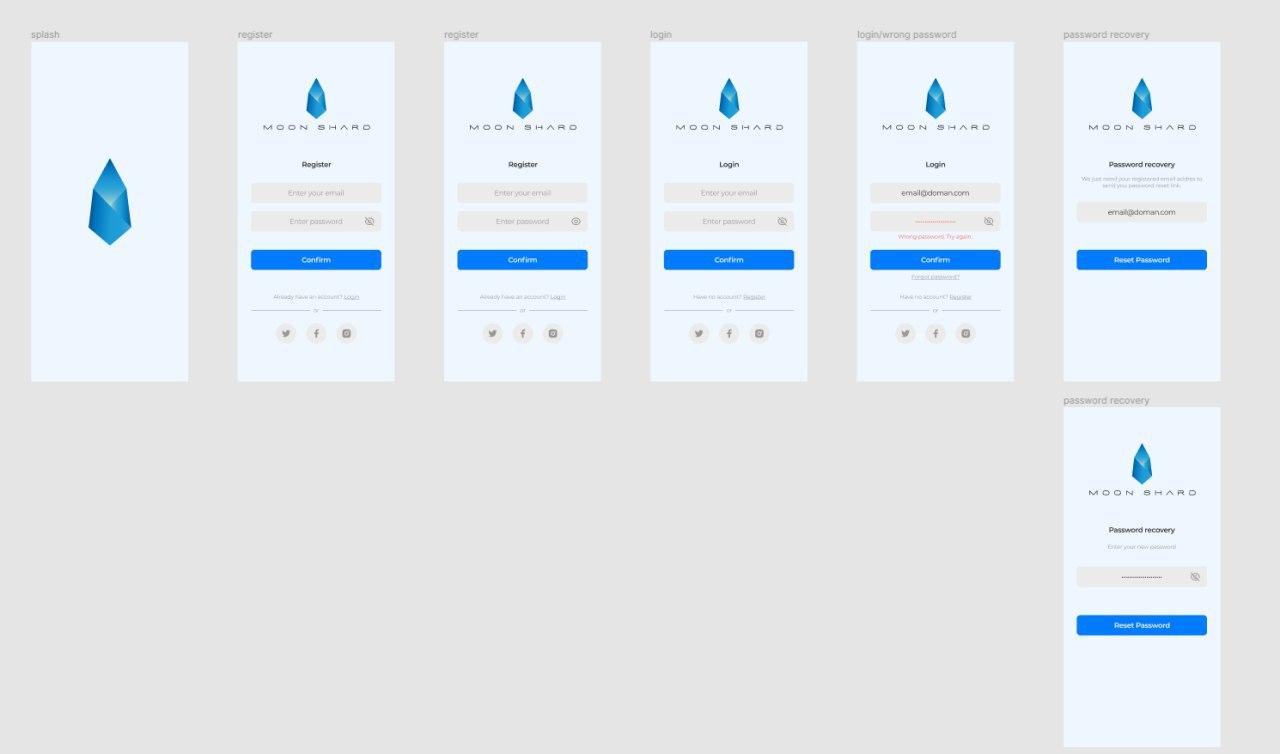 splash
register
MOON SHARD
Register
Enter your email
Enter password
Confirm
Already have an account? Login
or
register
MOON SHARD
Register
Enter your email
Enter password
Confirm
Already have an account? Login
or
login
MOON SHARD
Login
Enter your email
Enter password
Confirm
Have no account? Register
or
login/wrong password
MOON SHARD
Login
email@doman.com
Wrong password. Try again.
Confirm
Forgot password?
Have no account? Register
or
password recovery
MOON SHARD
Password recovery
We just need your registered email addres to
send you password reset link.
email@doman.com
Reset Password
password recovery
MOON SHARD
Password recovery
Enter your new password
Reset Password